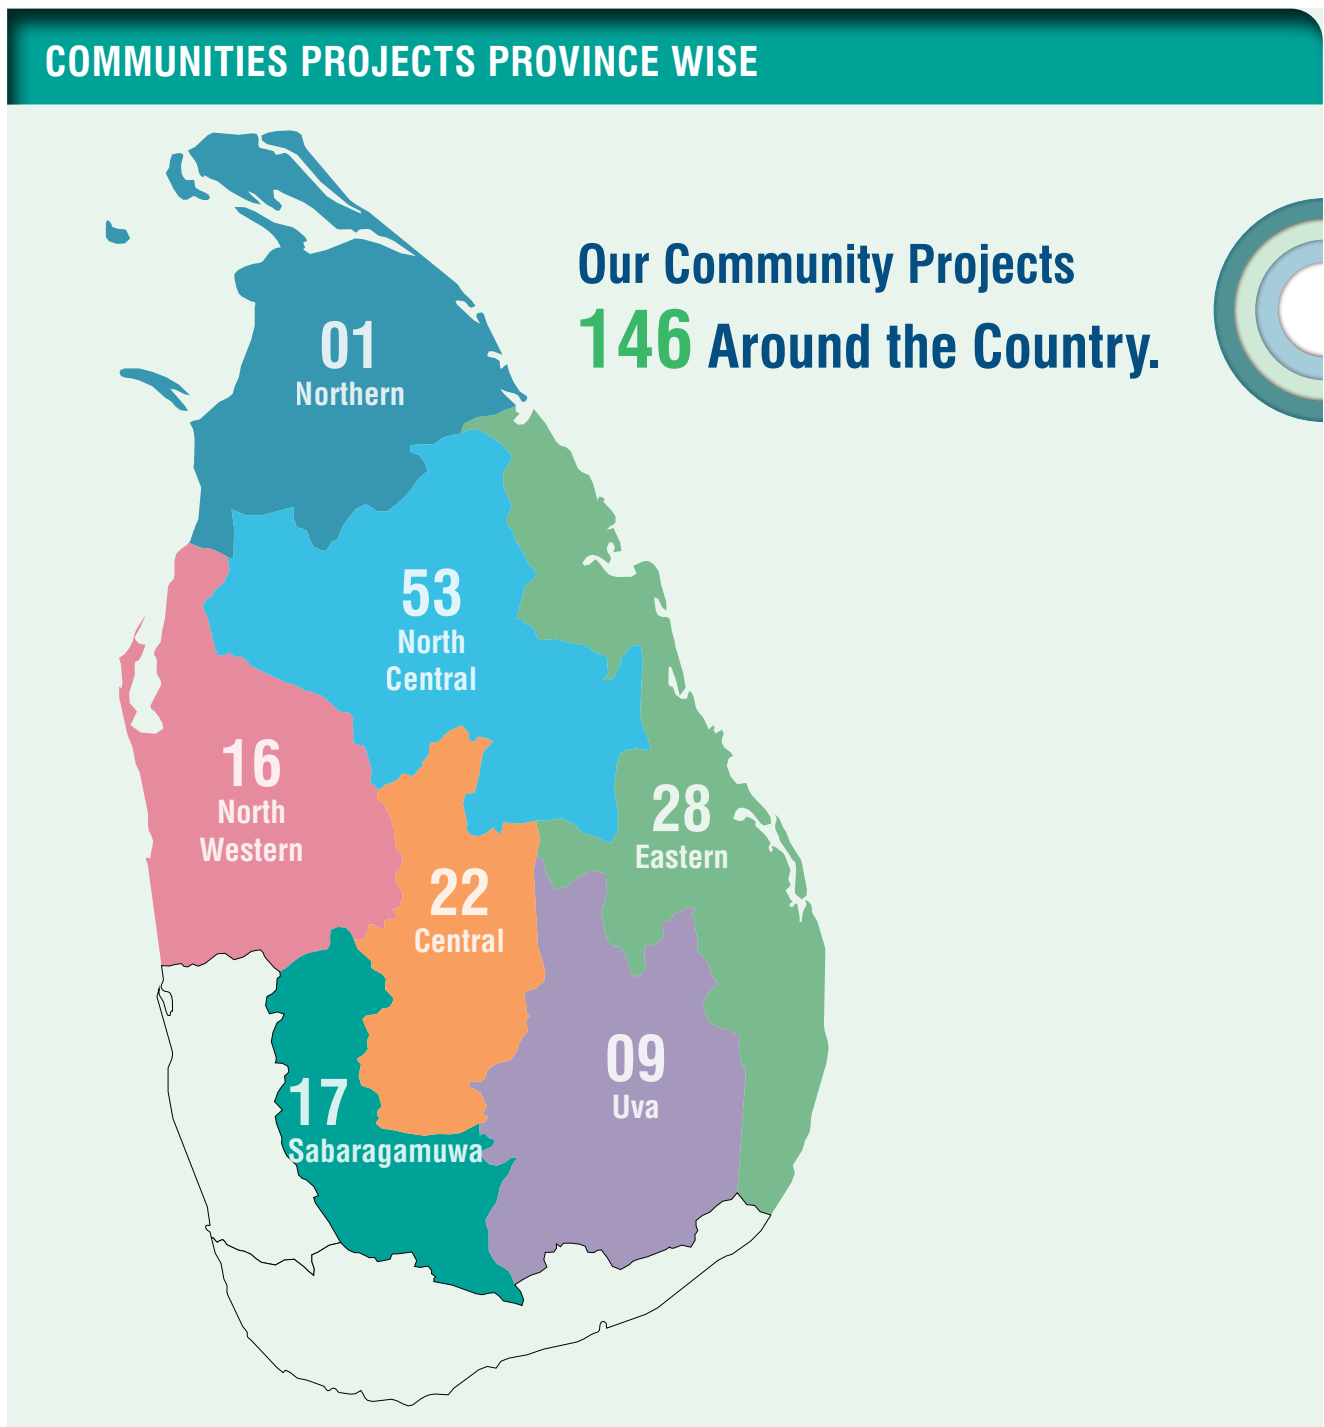 COMMUNITIES PROJECTS PROVINCE WISE
Our Community Projects
146 Around the Country.
01
Northern
53
North
Central
16
North
Western
28
Eastern
22
Central
09
Uva
17
Sabaragamuwa